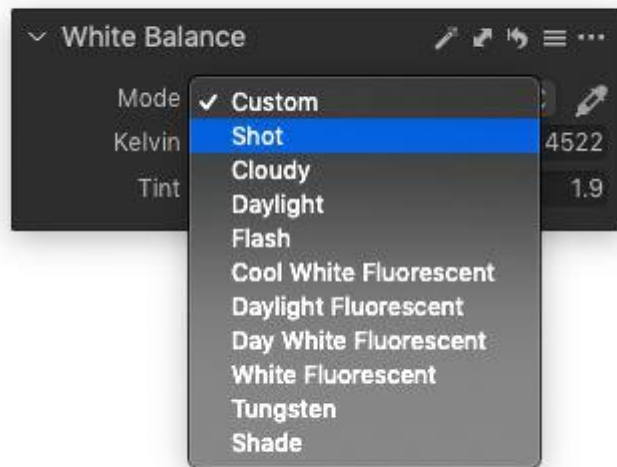 White Balance
Mode Custom
Kelvin Shot 4522
Cloudy
Tint Daylight 1.9
Flash
Cool White Fluorescent
Daylight Fluorescent
Day White Fluorescent
White Fluorescent
Tungsten
Shade